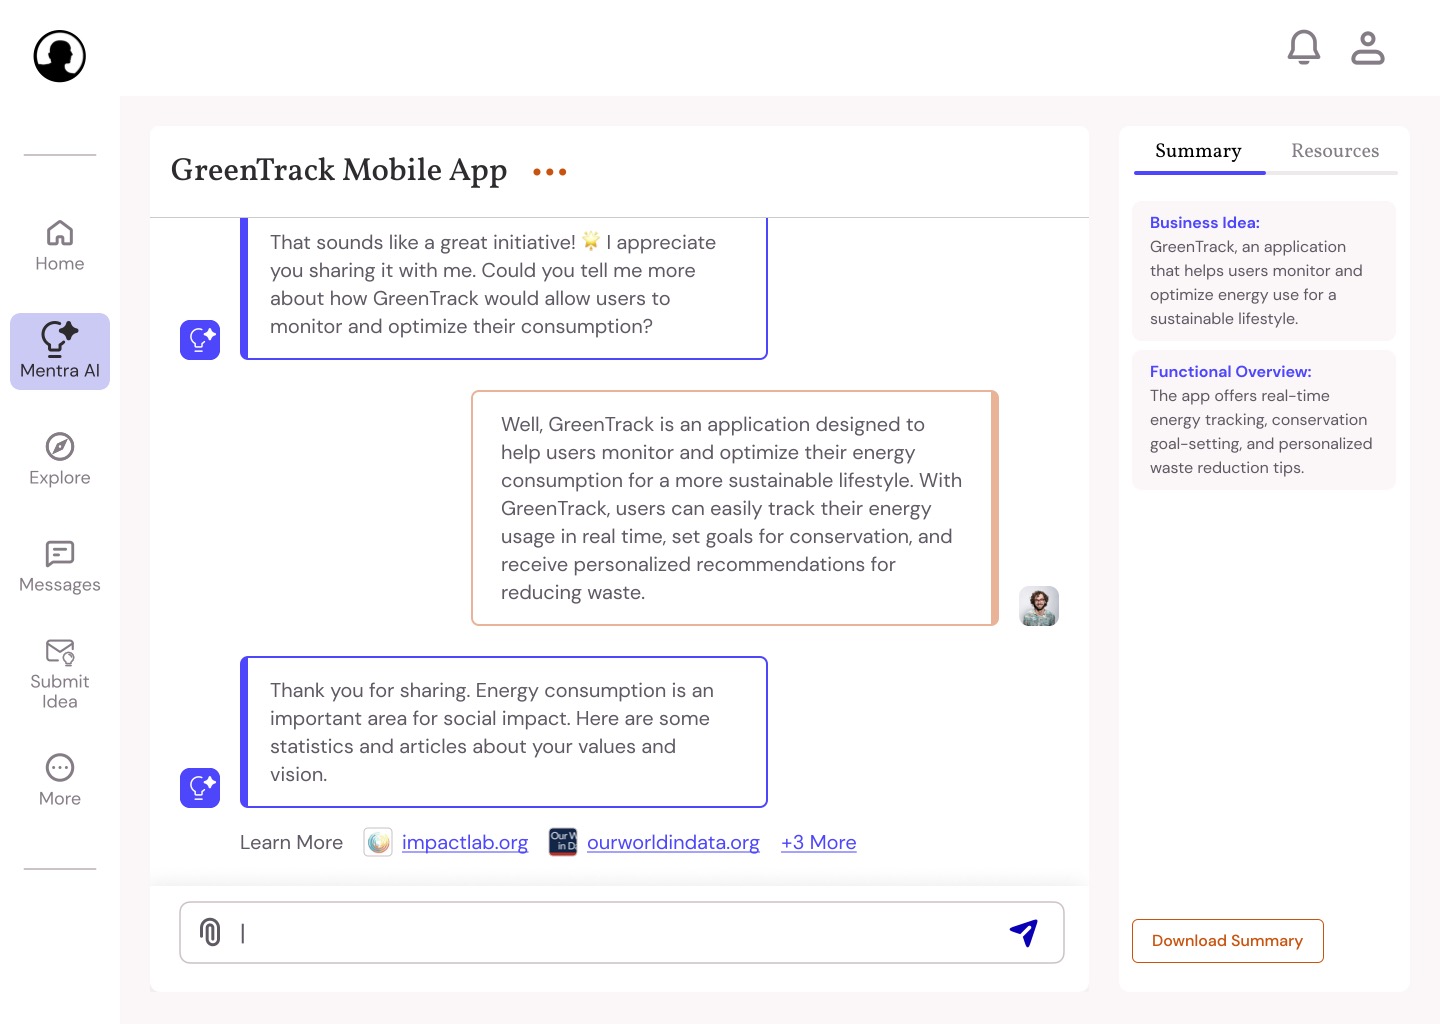 Home
Mentra AI
Explore
Messages
Submit
Idea
More
GreenTrack Mobile App
That sounds like a great initiative! 🌟 I appreciate
you sharing it with me. Could you tell me more
about how GreenTrack would allow users to
monitor and optimize their consumption?
Well, GreenTrack is an application designed to
help users monitor and optimize their energy
consumption for a more sustainable lifestyle. With
GreenTrack, users can easily track their energy
usage in real time, set goals for conservation, and
receive personalized recommendations for
reducing waste.
Thank you for sharing. Energy consumption is an
important area for social impact. Here are some
statistics and articles about your values and
vision.
Learn More impactlab.org ourworldindata.org +3 More
Summary Resources
Business Idea:
GreenTrack, an application
that helps users monitor and
optimize energy use for a
sustainable lifestyle.
Functional Overview:
The app offers real-time
energy tracking, conservation
goal-setting, and personalized
waste reduction tips.
Download Summary